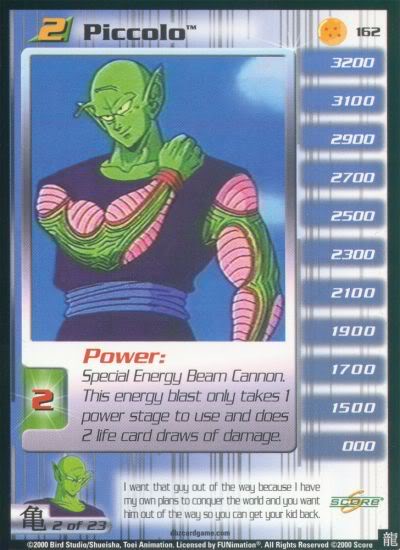 2 Piccolo™ 162
3200
3100
2900
2700
2500
2300
2100
1900
1700
1500
000
Power:
Special Energy Beam Cannon.
This energy blast only takes 1
power stage to use and does
2 life card draws of damage.
2
I want that guy out of the way because I have
my own plans to conquer the world and you want
him out of the way so you can get your kid back.
SCORE
亀 2 of 23
龍
dbzcardgame.com
©2000 Bird Studio/Shueisha, Toei Animation. Licensed by FUNimation®. All Rights Reserved ©2000 Score